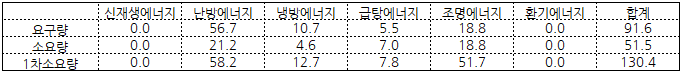 신재생에너지 난방에너지 냉방에너지 급탕에너지 조명에너지 환기에너지 합계
요구량 0.0 56.7 10.7 5.5 18.8 0.0 91.6
소요량 0.0 21.2 4.6 7.0 18.8 0.0 51.5
1차소요량 0.0 58.2 12.7 7.8 51.7 0.0 130.4